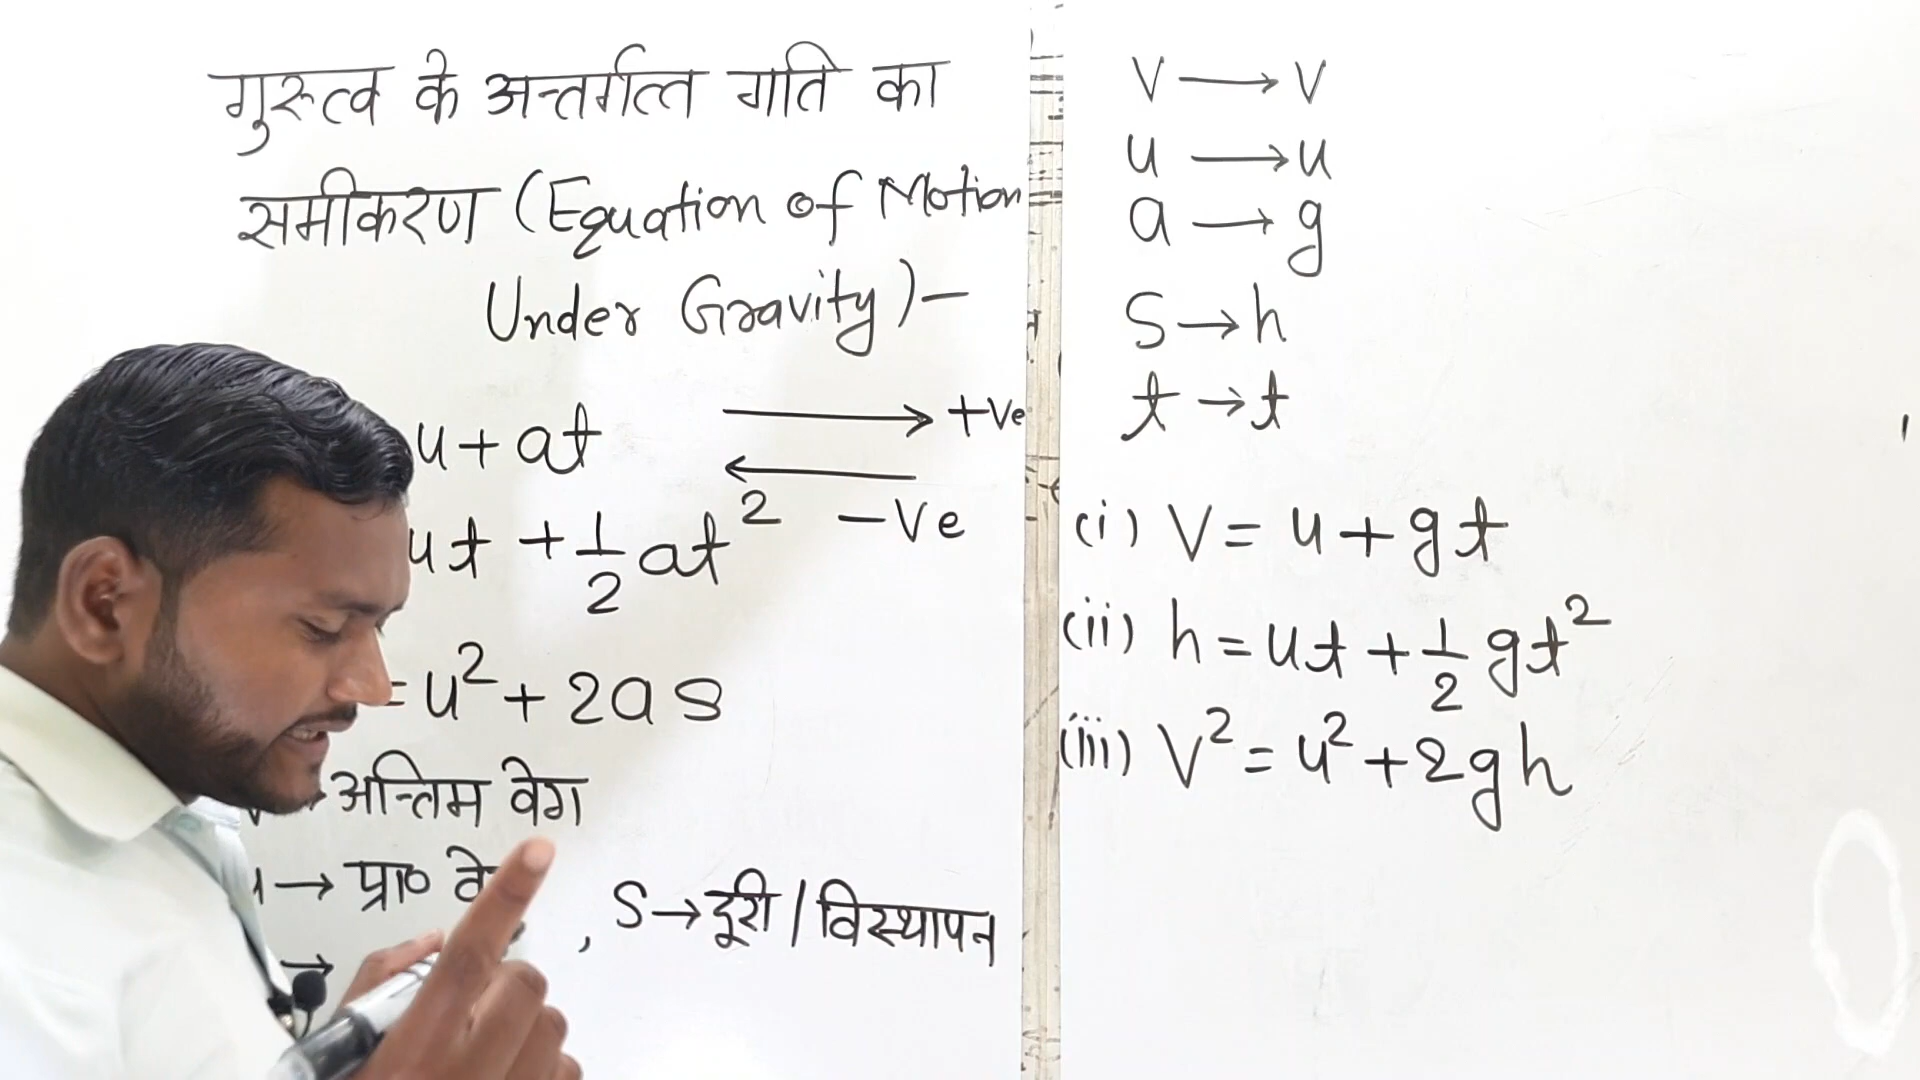 गुरुत्व के अन्तर्गत्त गति का
समीकरण (Equation of Motion
Under Gravity)-
u + at
ut + 1/2 at²
= u² + 2as
→ अन्तिम वेग
→ प्रा०
→
, S → दूरी / विस्थापन
→ +ve
← -Ve
V → V
u → u
a → g
S → h
t → t
(i) V = u + gt
(ii) h = ut + 1/2 gt²
(iii) V² = u² + 2gh